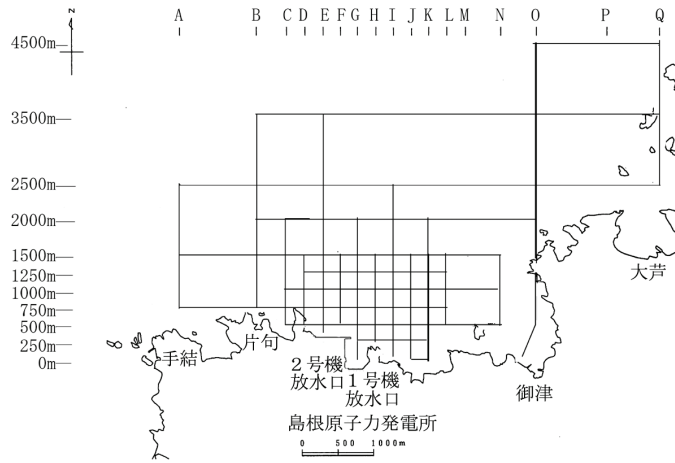 A B C D E F G H I J K L M N O P Q
z
4500m
3500m
2500m
2000m
1500m
1250m
1000m
750m
500m
250m
0m
大芦
片句
手結
2号機
放水口
1号機
放水口
御津
島根原子力発電所
0 500 1000m